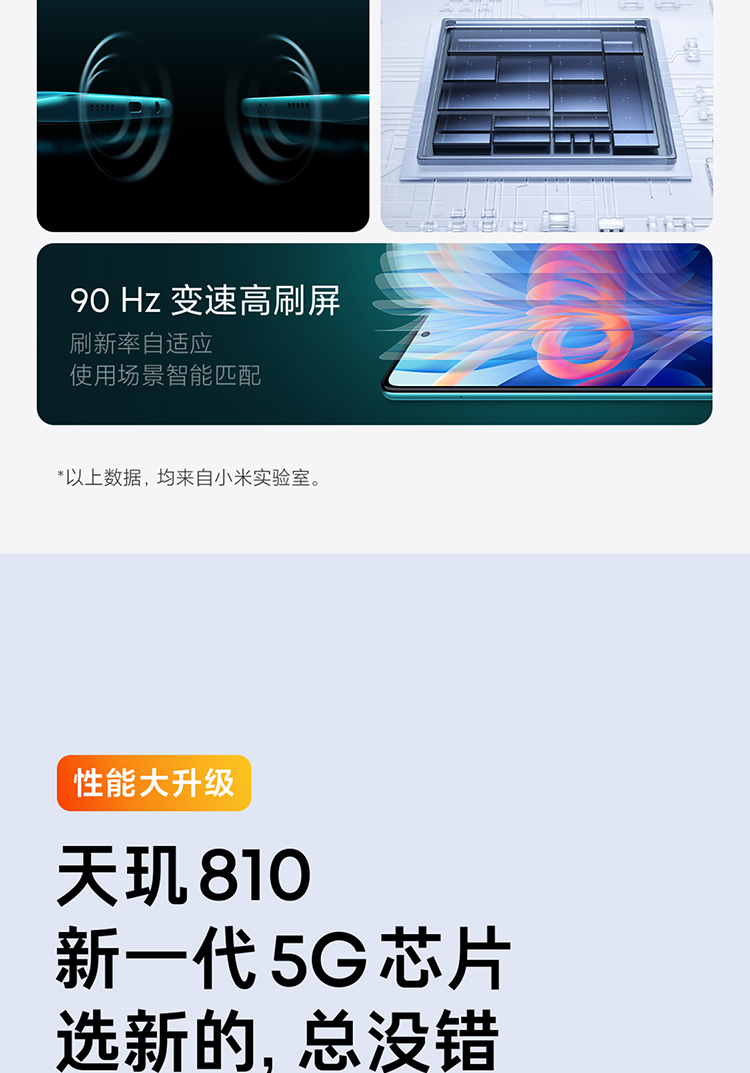 90 Hz 变速高刷屏
刷新率自适应
使用场景智能匹配
*以上数据，均来自小米实验室。
性能大升级
天玑 810
新一代 5G 芯片
选新的，总没错